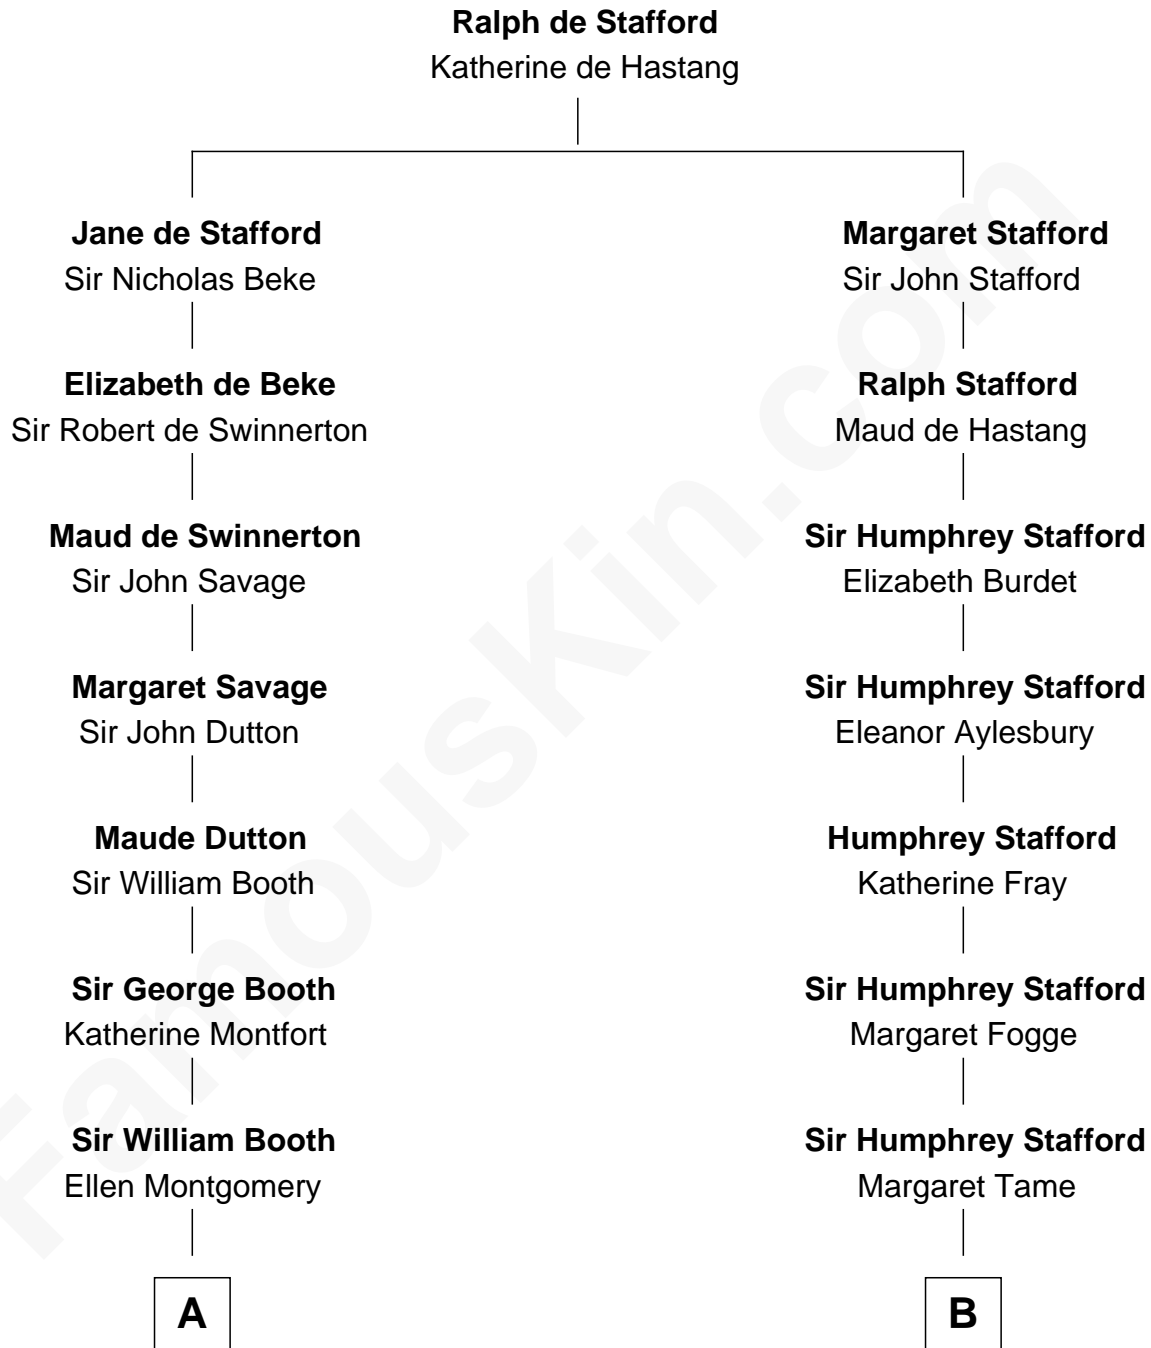 Ralph de Stafford
Katherine de Hastang
Jane de Stafford
Sir Nicholas Beke
Elizabeth de Beke
Sir Robert de Swinnerton
Maud de Swinnerton
Sir John Savage
Margaret Savage
Sir John Dutton
Maude Dutton
Sir William Booth
Sir George Booth
Katherine Montfort
Sir William Booth
Ellen Montgomery
A
Margaret Stafford
Sir John Stafford
Ralph Stafford
Maud de Hastang
Sir Humphrey Stafford
Elizabeth Burdet
Sir Humphrey Stafford
Eleanor Aylesbury
Humphrey Stafford
Katherine Fray
Sir Humphrey Stafford
Margaret Fogge
Sir Humphrey Stafford
Margaret Tame
B
FamousKin.com